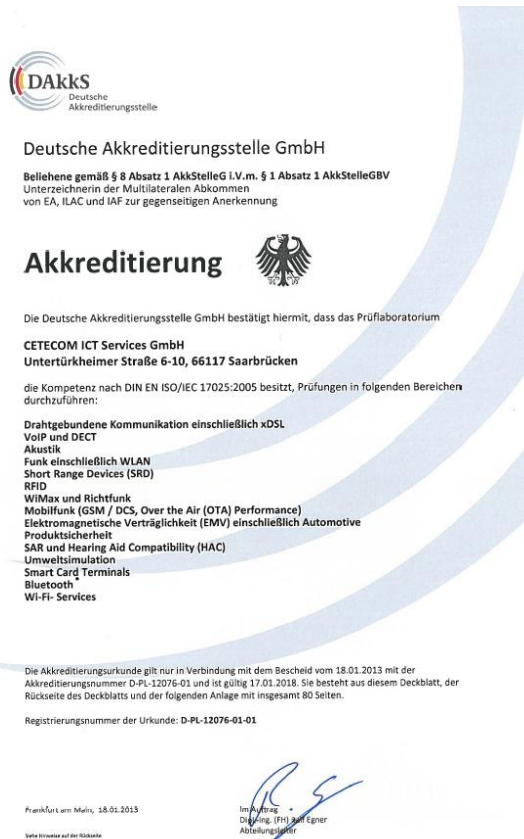 DAkkS
Deutsche
Akkreditierungsstelle
Deutsche Akkreditierungsstelle GmbH
Beliehene gemäß § 8 Absatz 1 AkkStelleG i.V.m. § 1 Absatz 1 AkkStelleGBV
Unterzeichnerin der Multilateralen Abkommen
von EA, ILAC und IAF zur gegenseitigen Anerkennung
Akkreditierung
Die Deutsche Akkreditierungsstelle GmbH bestätigt hiermit, dass das Prüflaboratorium
CETECOM ICT Services GmbH
Untertürkheimer Straße 6-10, 66117 Saarbrücken
die Kompetenz nach DIN EN ISO/IEC 17025:2005 besitzt, Prüfungen in folgenden Bereichen
durchzuführen:
Drahtgebundene Kommunikation einschließlich xDSL
VoIP und DECT
Akustik
Funk einschließlich WLAN
Short Range Devices (SRD)
RFID
WiMax und Richtfunk
Mobilfunk (GSM / DCS, Over the Air (OTA) Performance)
Elektromagnetische Verträglichkeit (EMV) einschließlich Automotive
Produktsicherheit
SAR und Hearing Aid Compatibility (HAC)
Umweltsimulation
Smart Card Terminals
Bluetooth
Wi-Fi- Services
Die Akkreditierungsurkunde gilt nur in Verbindung mit dem Bescheid vom 18.01.2013 mit der
Akkreditierungsnummer D-PL-12076-01 und ist gültig 17.01.2018. Sie besteht aus diesem Deckblatt, der
Rückseite des Deckblatts und der folgenden Anlage mit insgesamt 80 Seiten.
Registrierungsnummer der Urkunde: D-PL-12076-01-01
Frankfurt am Main, 18.01.2013
Im Auftrag
Dipl.-Ing. (FH) Ralf Egner
Abteilungsleiter
Siehe Hinweise auf der Rückseite